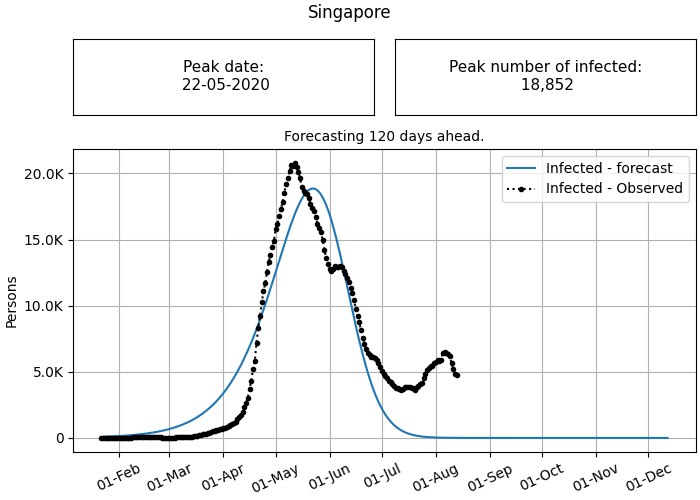 Singapore
Peak date:
22-05-2020
Peak number of infected:
18,852
Forecasting 120 days ahead.
Infected - forecast
Infected - Observed
20.0K
15.0K
10.0K
5.0K
0
Persons
01-Feb
01-Mar
01-Apr
01-May
01-Jun
01-Jul
01-Aug
01-Sep
01-Oct
01-Nov
01-Dec